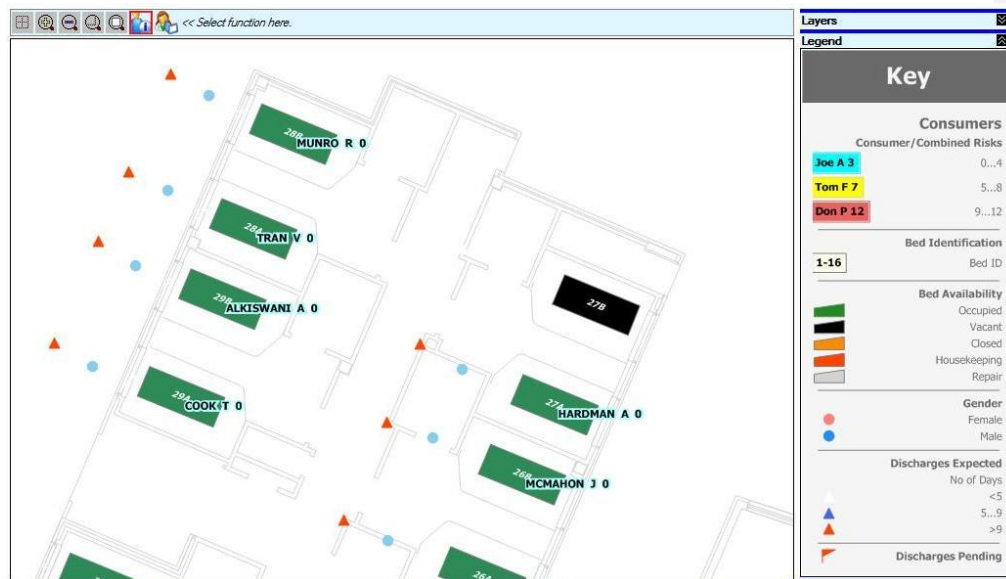 << Select function here.
Layers
Legend
Key
Consumers
Consumer/Combined Risks
Joe A 3 0...4
Tom F 7 5...8
Don P 12 9...12
Bed Identification
1-16 Bed ID
Bed Availability
Occupied
Vacant
Closed
Housekeeping
Repair
Gender
Female
Male
Discharges Expected
No of Days
<5
5...9
>9
Discharges Pending
28B
MUNRO R 0
28A
TRAN V 0
29B
ALKISWANI A 0
29A
COOK T 0
27B
27A
HARDMAN A 0
26B
MCMAHON J 0
26A